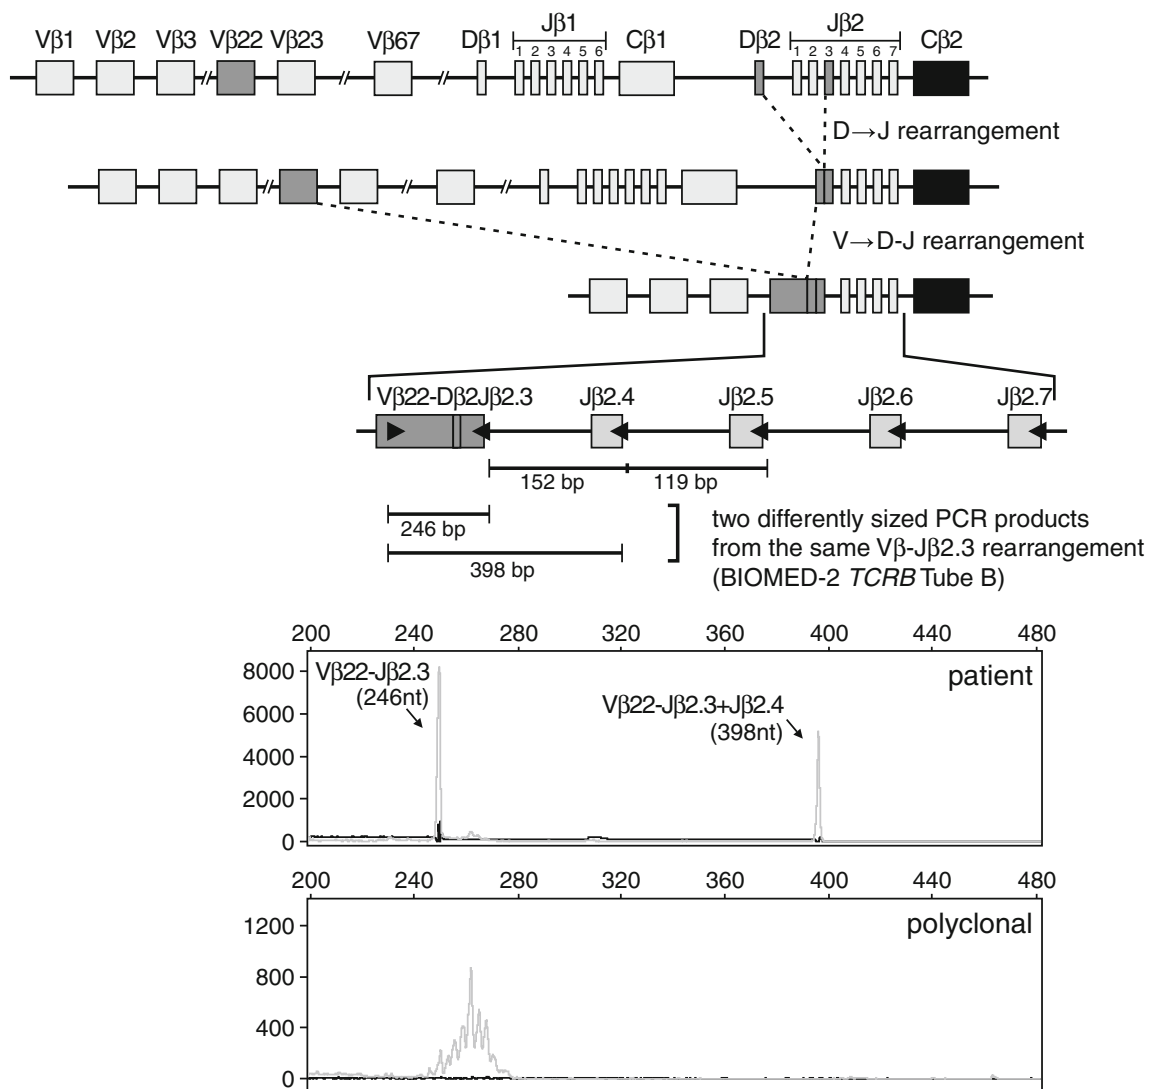 Jβ1 Jβ2
Vβ1 Vβ2 Vβ3 Vβ22 Vβ23 Vβ67 Dβ1 Cβ1 Dβ2 Cβ2
1 2 3 4 5 6 1 2 3 4 5 6 7
D→J rearrangement
V→D-J rearrangement
Vβ22-Dβ2Jβ2.3 Jβ2.4 Jβ2.5 Jβ2.6 Jβ2.7
152 bp 119 bp
246 bp
398 bp
two differently sized PCR products
from the same Vβ-Jβ2.3 rearrangement
(BIOMED-2 TCRB Tube B)
200 240 280 320 360 400 440 480
8000
6000
4000
2000
0
Vβ22-Jβ2.3
(246nt)
Vβ22-Jβ2.3+Jβ2.4
(398nt)
patient
200 240 280 320 360 400 440 480
1200
800
400
0
polyclonal